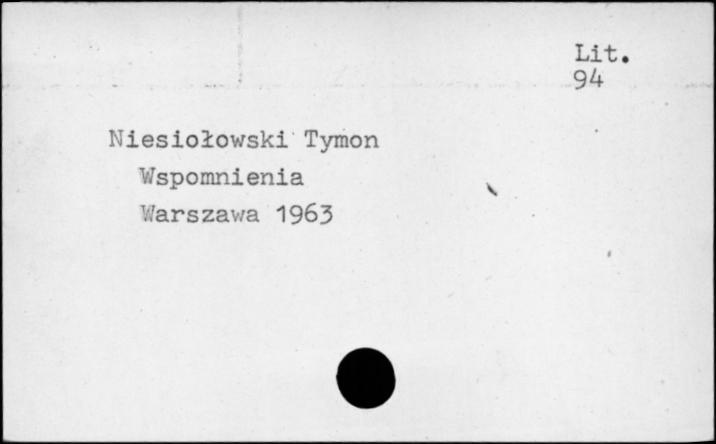 Lit.
94
Niesiołowski Tymon
Wspomnienia
Warszawa 1963